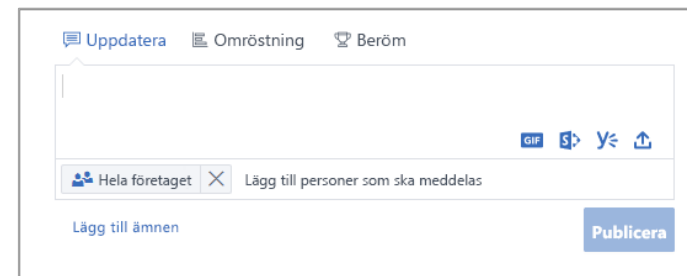 Uppdatera Omröstning Beröm
GIF S y
Hela företaget Lägg till personer som ska meddelas
Lägg till ämnen Publicera